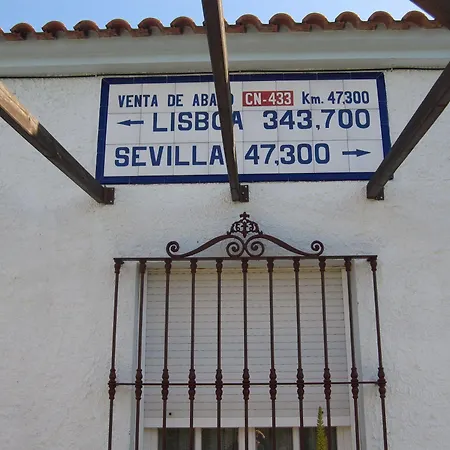 VENTA DE ABAJO CN-433 Km. 47,300
← LISBOA 343,700
SEVILLA 47,300 →